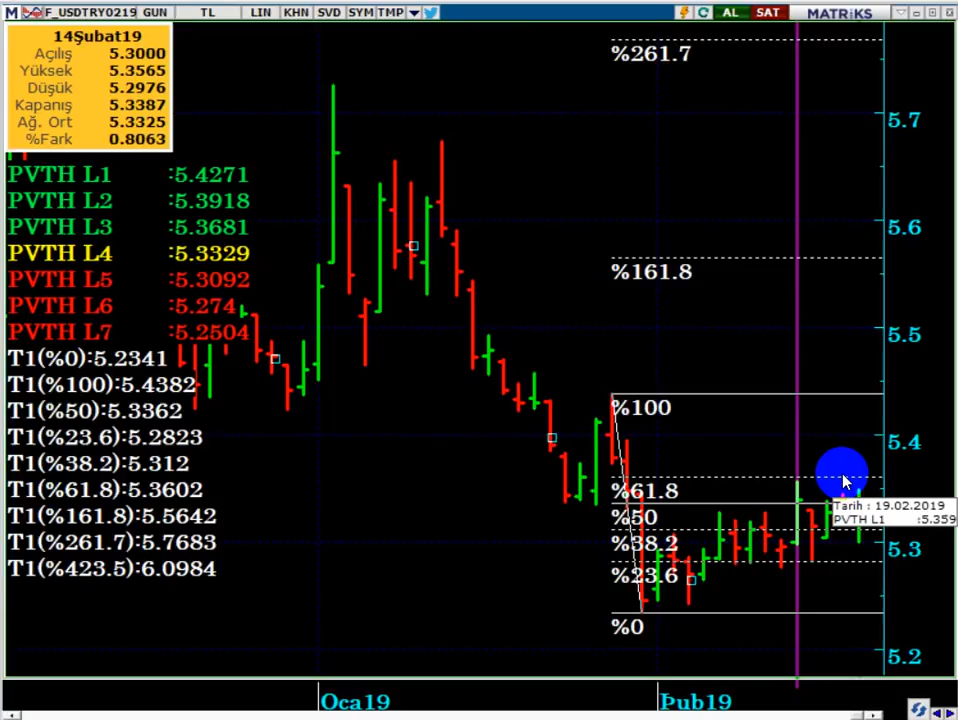 M F_USDTRY0219 GUN TL LIN KHN SVD SYM TMP AL SAT MATRiKS
14Şubat19
Açılış 5.3000
Yüksek 5.3565
Düşük 5.2976
Kapanış 5.3387
Ağ. Ort 5.3325
%Fark 0.8063
PVTH L1 :5.4271
PVTH L2 :5.3918
PVTH L3 :5.3681
PVTH L4 :5.3329
PVTH L5 :5.3092
PVTH L6 :5.274
PVTH L7 :5.2504
T1(%0):5.2341
T1(%100):5.4382
T1(%50):5.3362
T1(%23.6):5.2823
T1(%38.2):5.312
T1(%61.8):5.3602
T1(%161.8):5.5642
T1(%261.7):5.7683
T1(%423.5):6.0984
%261.7
%161.8
%100
%61.8
%50
%38.2
%23.6
%0
Tarih : 19.02.2019
PVTH L1 :5.359
5.7
5.6
5.5
5.4
5.3
5.2
Oca19
Þub19